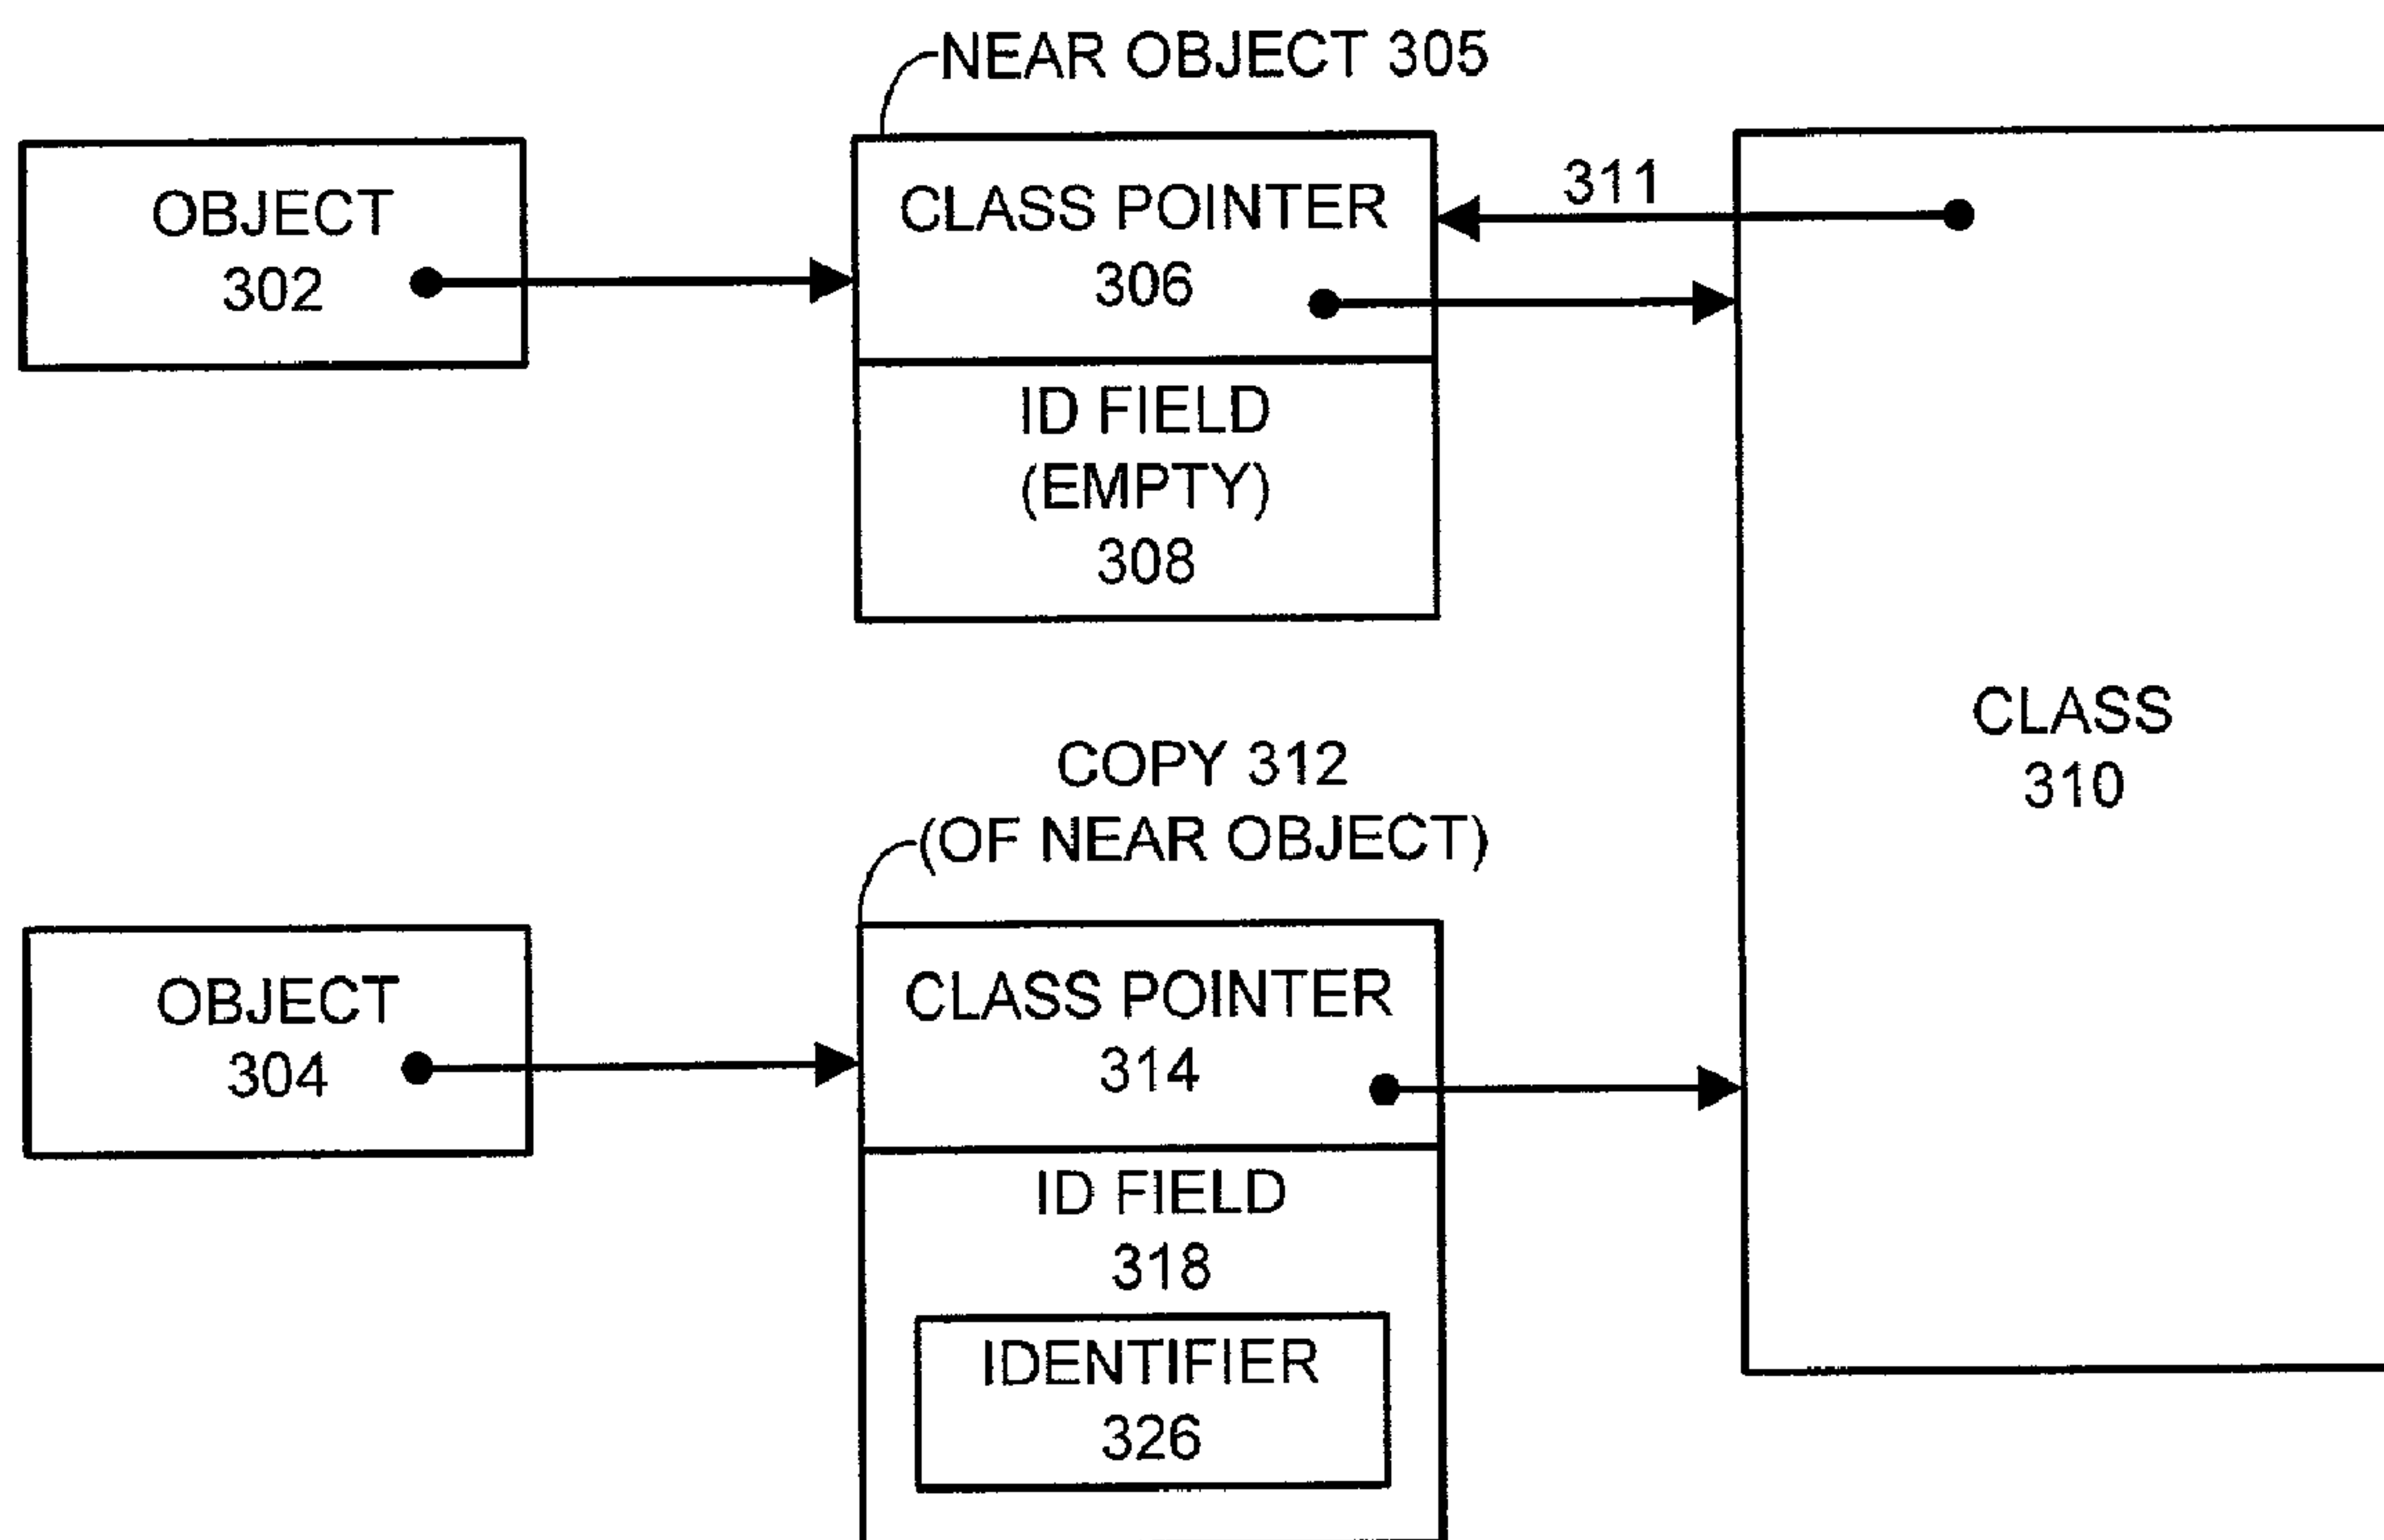 NEAR OBJECT 305
OBJECT
302
CLASS POINTER
306
311
ID FIELD
(EMPTY)
308
CLASS
310
COPY 312
(OF NEAR OBJECT)
OBJECT
304
CLASS POINTER
314
ID FIELD
318
IDENTIFIER
326